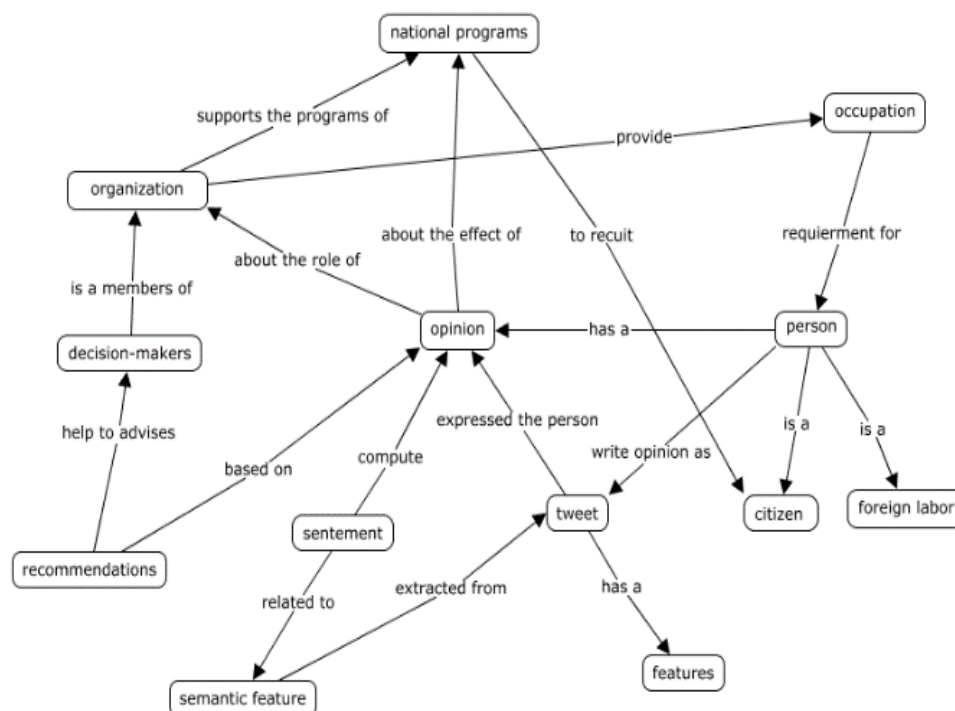 national programs
supports the programs of
occupation
provide
organization
about the effect of
to recuit
requierment for
about the role of
is a members of
opinion
has a
person
decision-makers
expressed the person
is a
is a
help to advises
write opinion as
based on
compute
tweet
citizen
foreign labor
sentement
recommendations
extracted from
has a
related to
features
semantic feature